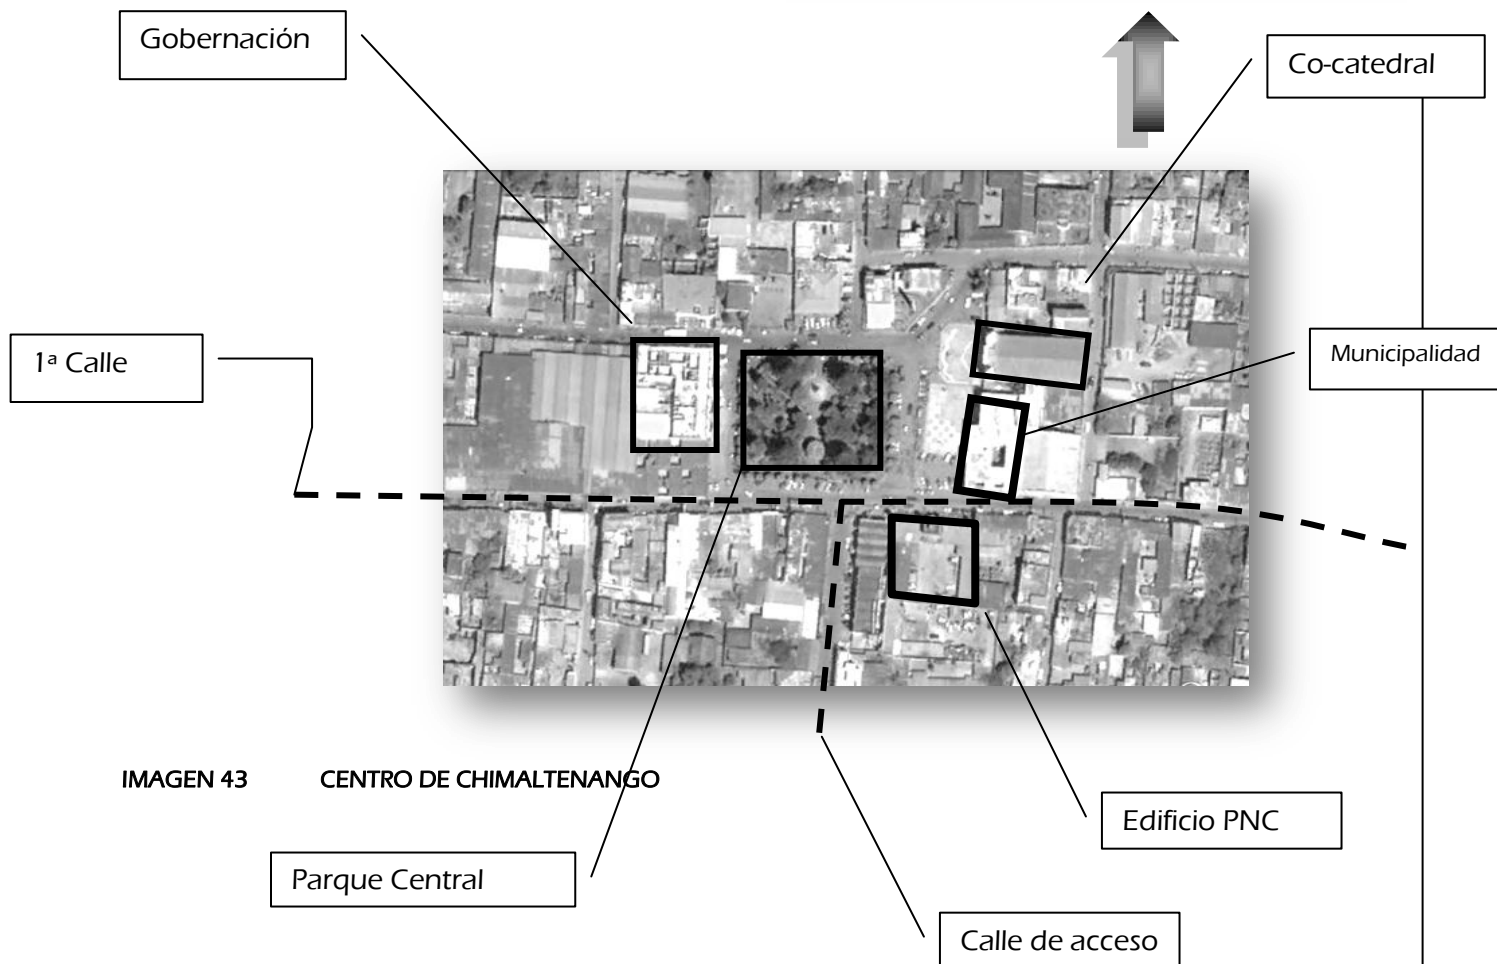 Gobernación
Co-catedral
1ª Calle
Municipalidad
IMAGEN 43 CENTRO DE CHIMALTENANGO
Edificio PNC
Parque Central
Calle de acceso